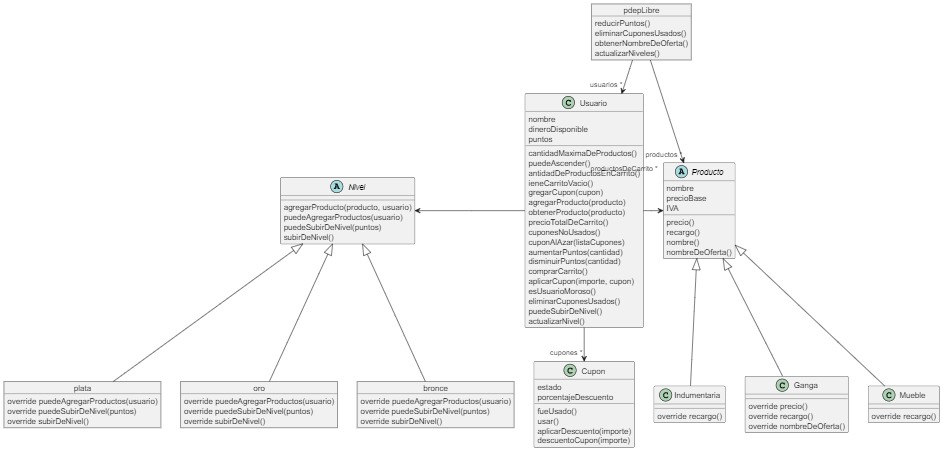 pdepLibre
reducirPuntos()
eliminarCuponesUsados()
obtenerNombreDeOferta()
actualizarNiveles()
usuarios *
productos *
productosDeCarrito *
C Usuario
nombre
dineroDisponible
puntos
cantidadMaximaDeProductos()
puedeAscender()
antidadDeProductosEnCarrito()
ieneCarritoVacio()
gregarCupon(cupon)
agregarProducto(producto)
obtenerProducto(producto)
precioTotalDeCarrito()
cuponesNoUsados()
cuponAlAzar(listaCupones)
aumentarPuntos(cantidad)
disminuirPuntos(cantidad)
comprarCarrito()
aplicarCupon(importe, cupon)
esUsuarioMoroso()
eliminarCuponesUsados()
puedeSubirDeNivel()
actualizarNivel()
A Nivel
agregarProducto(producto, usuario)
puedeAgregarProductos(usuario)
puedeSubirDeNivel(puntos)
subirDeNivel()
A Producto
nombre
precioBase
IVA
precio()
recargo()
nombre()
nombreDeOferta()
cupones *
plata
override puedeAgregarProductos(usuario)
override puedeSubirDeNivel(puntos)
override subirDeNivel()
oro
override puedeAgregarProductos(usuario)
override puedeSubirDeNivel(puntos)
override subirDeNivel()
bronce
override puedeAgregarProductos(usuario)
override puedeSubirDeNivel(puntos)
override subirDeNivel()
C Cupon
estado
porcentajeDescuento
fueUsado()
usar()
aplicarDescuento(importe)
descuentoCupon(importe)
C Indumentaria
override recargo()
C Ganga
override precio()
override recargo()
override nombreDeOferta()
C Mueble
override recargo()